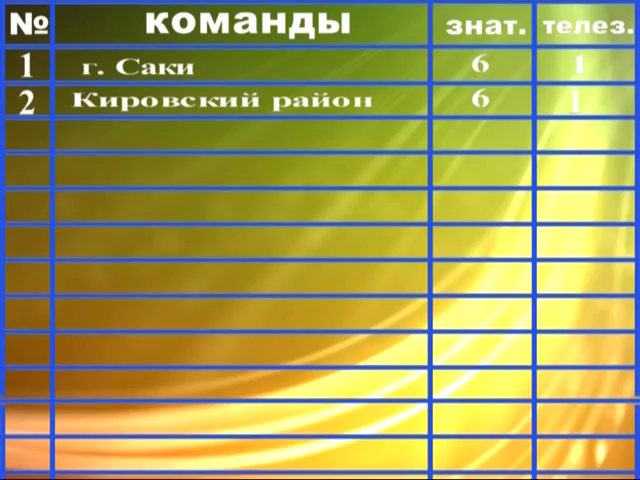 № команды знат. телез.
1 г. Саки 6 1
2 Кировский район 6 1